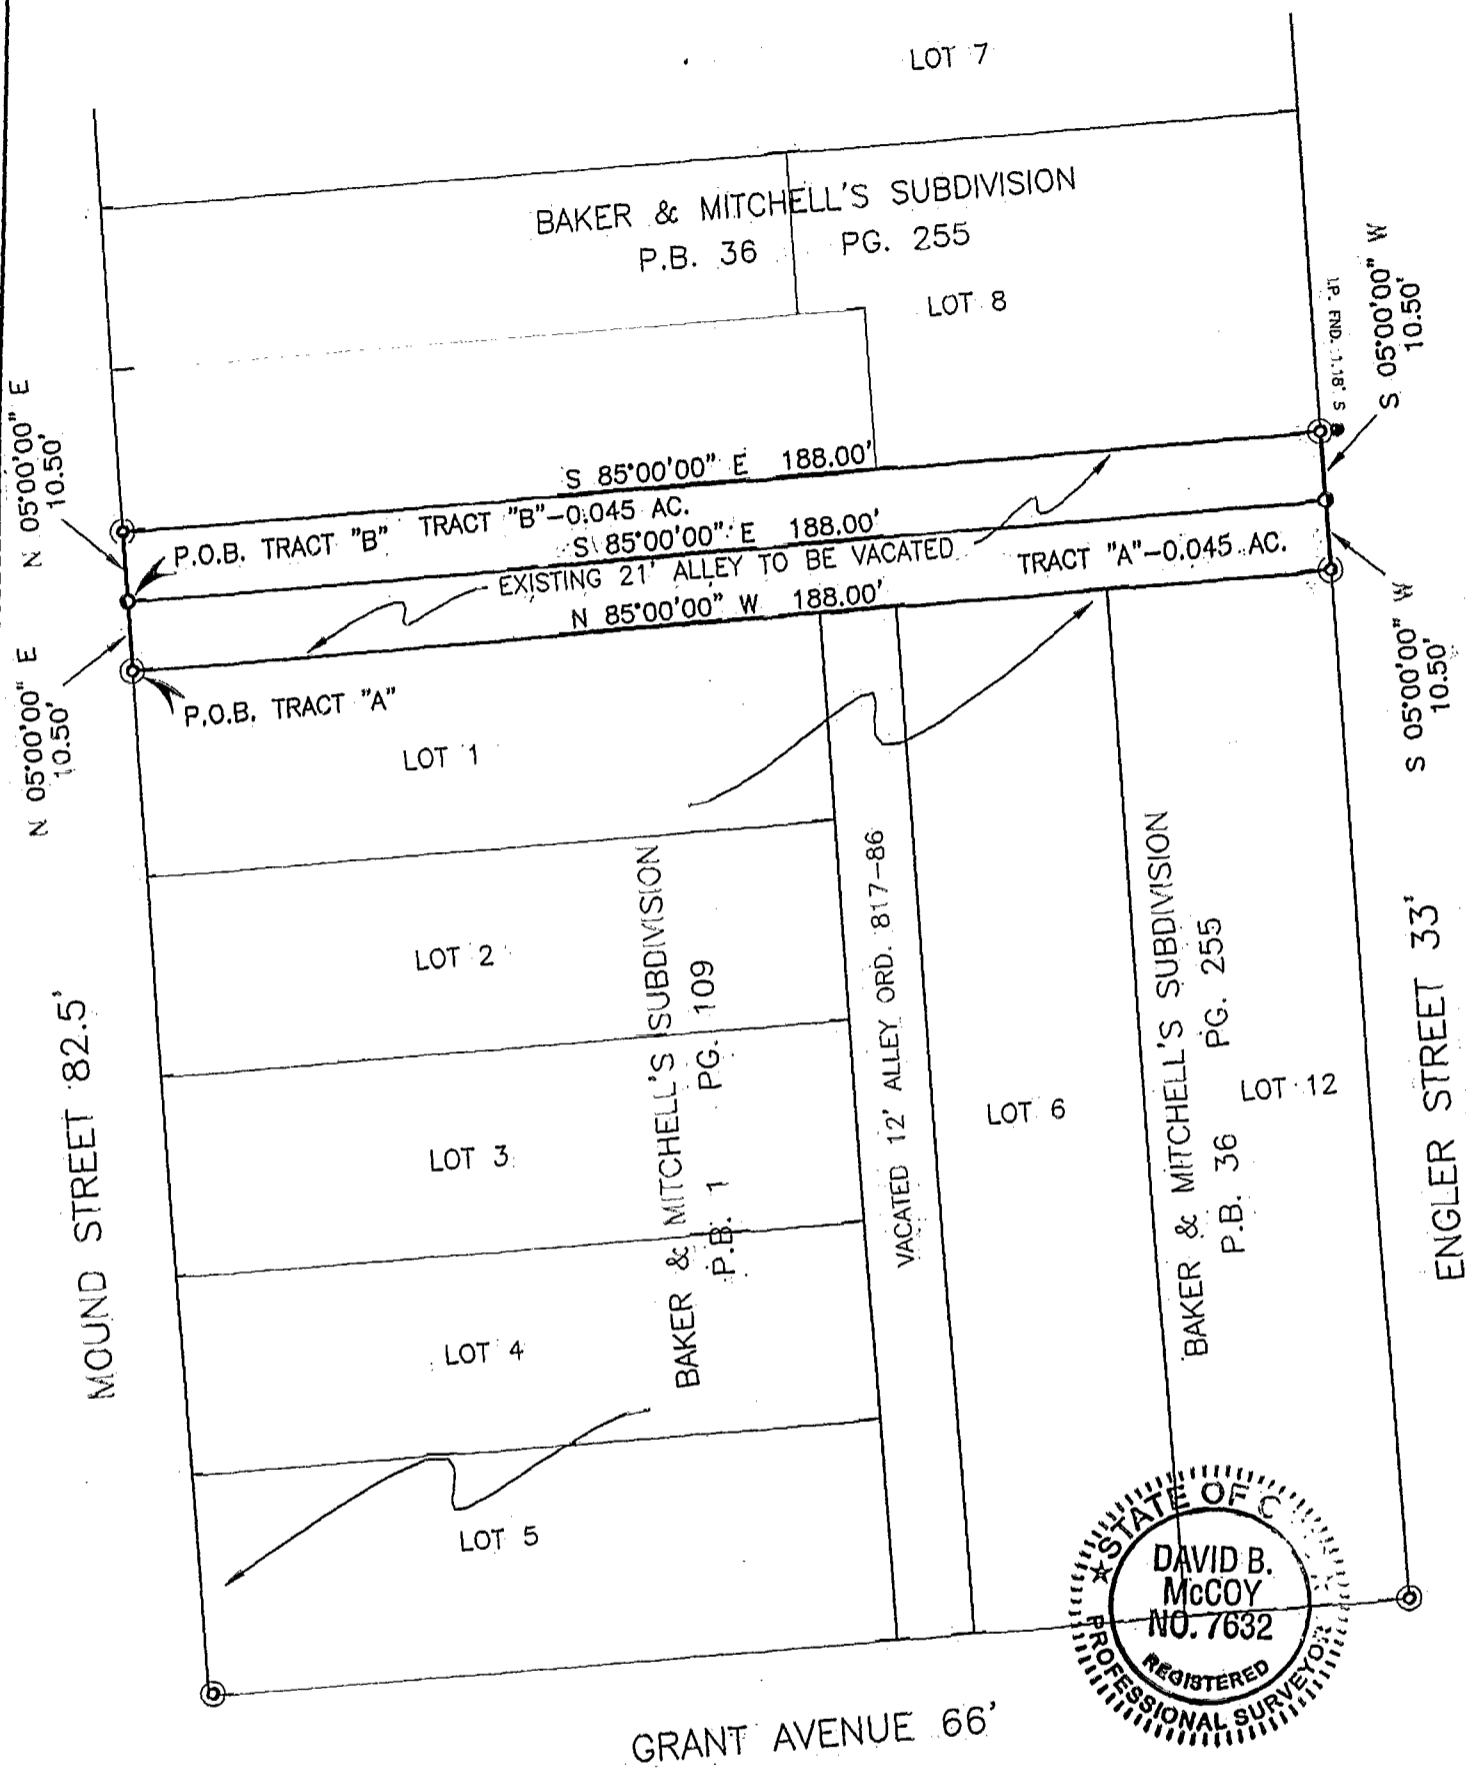 LOT 7
BAKER & MITCHELL'S SUBDIVISION
P.B. 36 PG. 255
LOT 8
I.P. FND. 1.18' S
S 05°00'00" W
10.50'
N 05°00'00" E
10.50'
S 85°00'00" E 188.00'
TRACT "B"-0.045 AC.
P.O.B. TRACT "B"
S 85°00'00" E 188.00'
EXISTING 21' ALLEY TO BE VACATED
TRACT "A"-0.045 AC.
N 85°00'00" W 188.00'
N 05°00'00" E
10.50'
S 05°00'00" W
10.50'
P.O.B. TRACT "A"
LOT 1
LOT 2
LOT 3
LOT 4
LOT 5
BAKER & MITCHELL'S SUBDIVISION
P.B. 1 PG. 109
VACATED 12' ALLEY ORD. 817-86
LOT 6
BAKER & MITCHELL'S SUBDIVISION
P.B. 36 PG. 255
LOT 12
MOUND STREET 82.5'
ENGLER STREET 33'
GRANT AVENUE 66'
STATE OF
DAVID B.
McCOY
NO. 7632
REGISTERED
PROFESSIONAL SURVEYOR